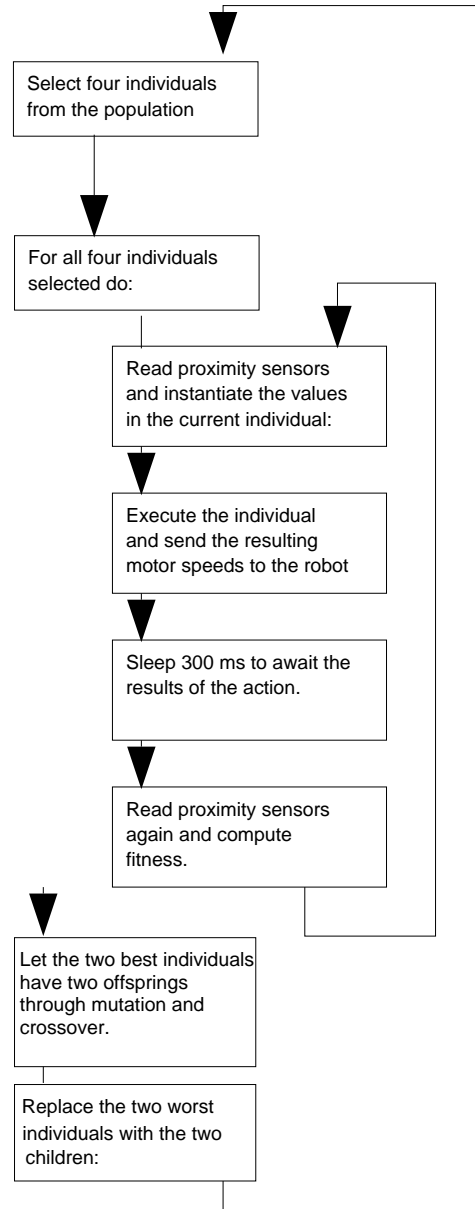 Select four individuals
from the population
For all four individuals
selected do:
Read proximity sensors
and instantiate the values
in the current individual:
Execute the individual
and send the resulting
motor speeds to the robot
Sleep 300 ms to await the
results of the action.
Read proximity sensors
again and compute
fitness.
Let the two best individuals
have two offsprings
through mutation and
crossover.
Replace the two worst
individuals with the two
children: